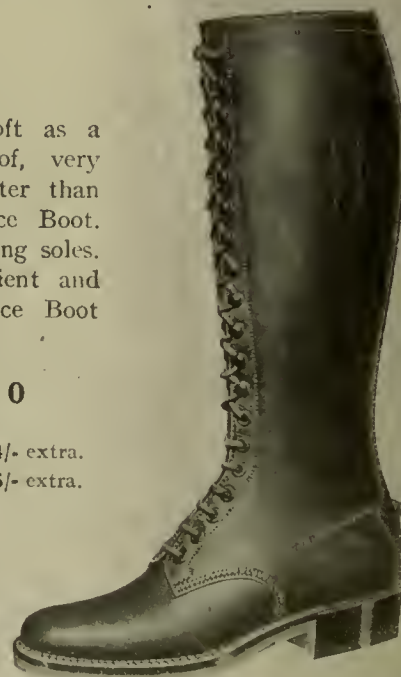 oft as a
of, very
ter than
ce Boot.
ng soles.
ient and
ce Boot
0
/- extra.
/- extra.